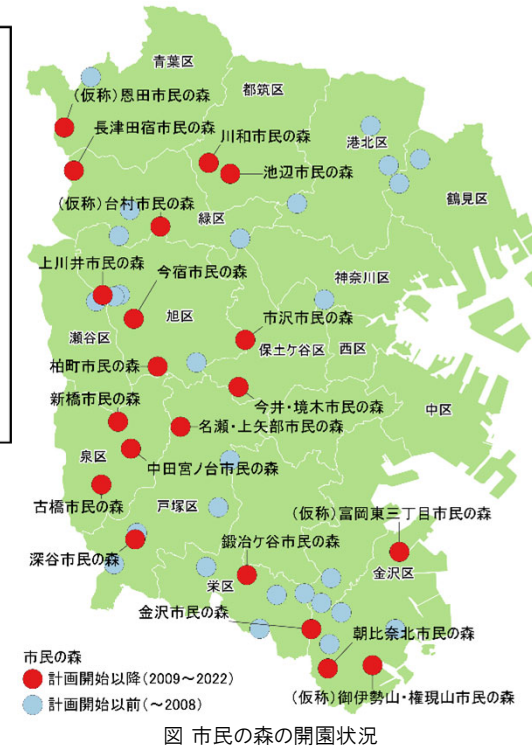 青葉区
(仮称)恩田市民の森
都筑区
長津田宿市民の森
川和市民の森
港北区
池辺市民の森
鶴見区
(仮称)台村市民の森
緑区
上川井市民の森
今宿市民の森
神奈川区
旭区
市沢市民の森
瀬谷区
保土ケ谷区
西区
柏町市民の森
今井・境木市民の森
新橋市民の森
中区
名瀬・上矢部市民の森
泉区
中田宮ノ台市民の森
古橋市民の森
戸塚区
(仮称)富岡東三丁目市民の森
深谷市民の森
鍛冶ケ谷市民の森
金沢区
栄区
金沢市民の森
朝比奈北市民の森
市民の森
計画開始以降(2009～2022)
(仮称)御伊勢山・権現山市民の森
計画開始以前(～2008)
図 市民の森の開園状況